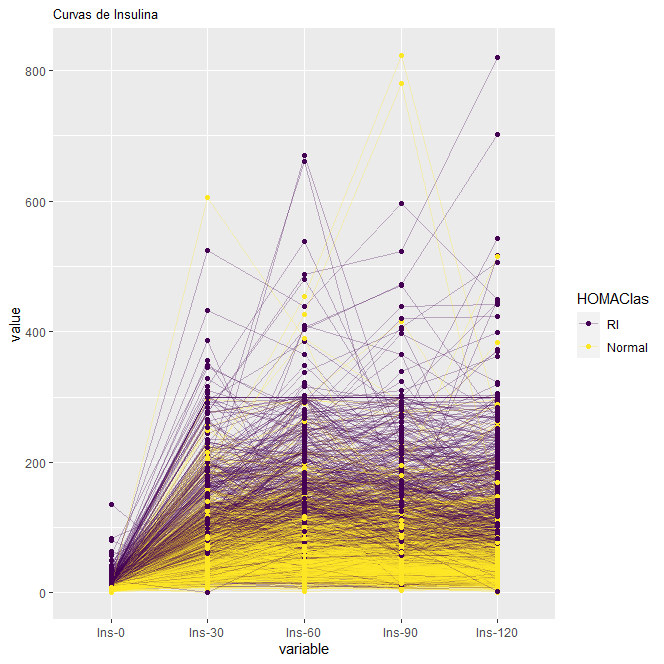 Curvas de Insulina
800
600
400
200
0
value
Ins-0 Ins-30 Ins-60 Ins-90 Ins-120
variable
HOMAClas
RI
Normal